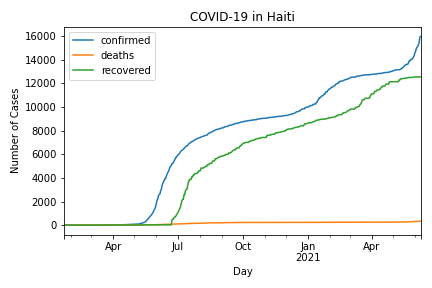 COVID-19 in Haiti
confirmed
deaths
recovered
16000
14000
12000
10000
8000
6000
4000
2000
0
Number of Cases
Apr
Jul
Oct
Jan
2021
Apr
Day